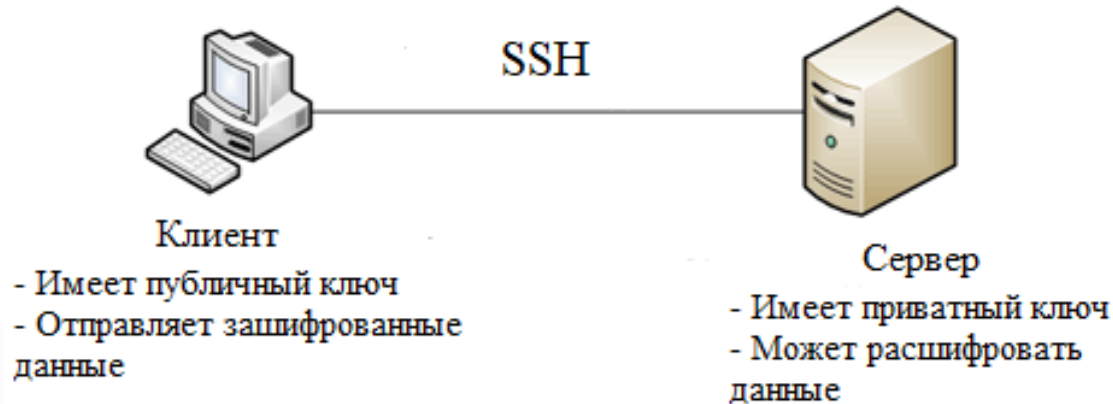 SSH
Клиент
- Имеет публичный ключ
- Отправляет зашифрованные
данные
Сервер
- Имеет приватный ключ
- Может расшифровать
данные